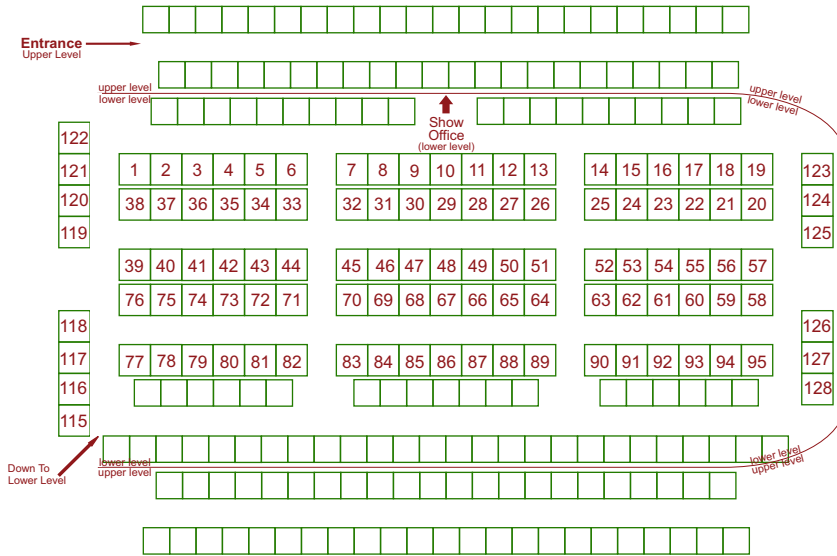 Entrance
Upper Level
upper level
lower level
upper level
lower level
Show
Office
(lower level)
122
121
120
119
1 2 3 4 5 6
7 8 9 10 11 12 13
14 15 16 17 18 19
38 37 36 35 34 33
32 31 30 29 28 27 26
25 24 23 22 21 20
123
124
125
39 40 41 42 43 44
45 46 47 48 49 50 51
52 53 54 55 56 57
76 75 74 73 72 71
70 69 68 67 66 65 64
63 62 61 60 59 58
118
117
116
115
77 78 79 80 81 82
83 84 85 86 87 88 89
90 91 92 93 94 95
126
127
128
Down To
Lower Level
lower level
upper level
lower level
upper level